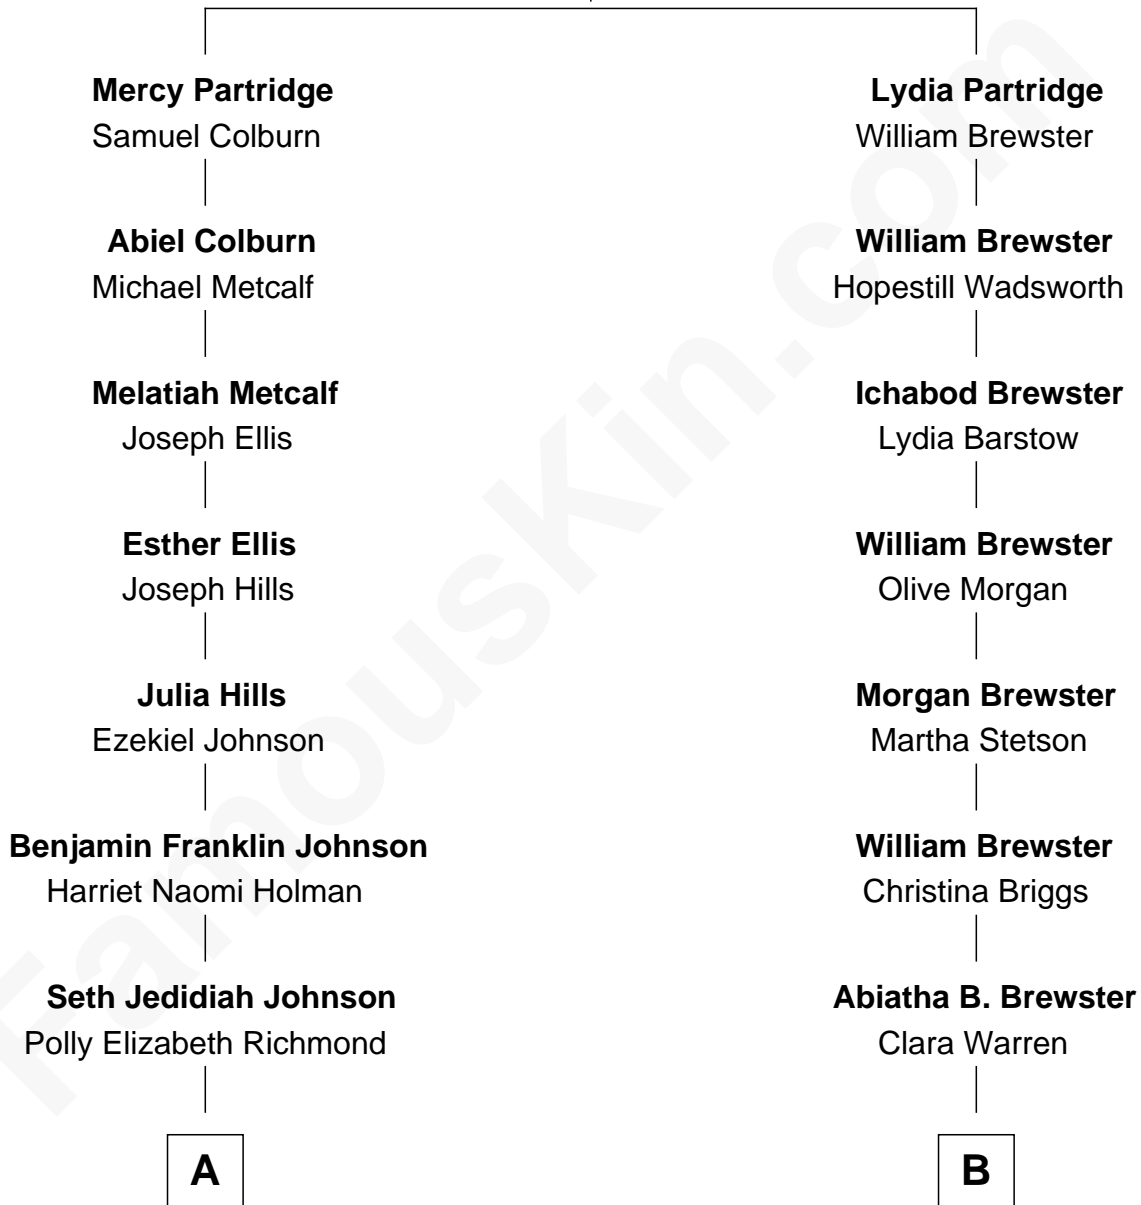 Mercy Partridge
Samuel Colburn
Abiel Colburn
Michael Metcalf
Melatiah Metcalf
Joseph Ellis
Esther Ellis
Joseph Hills
Julia Hills
Ezekiel Johnson
Benjamin Franklin Johnson
Harriet Naomi Holman
Seth Jedidiah Johnson
Polly Elizabeth Richmond
A
Lydia Partridge
William Brewster
William Brewster
Hopestill Wadsworth
Ichabod Brewster
Lydia Barstow
William Brewster
Olive Morgan
Morgan Brewster
Martha Stetson
William Brewster
Christina Briggs
Abiatha B. Brewster
Clara Warren
B
FamousKin.com